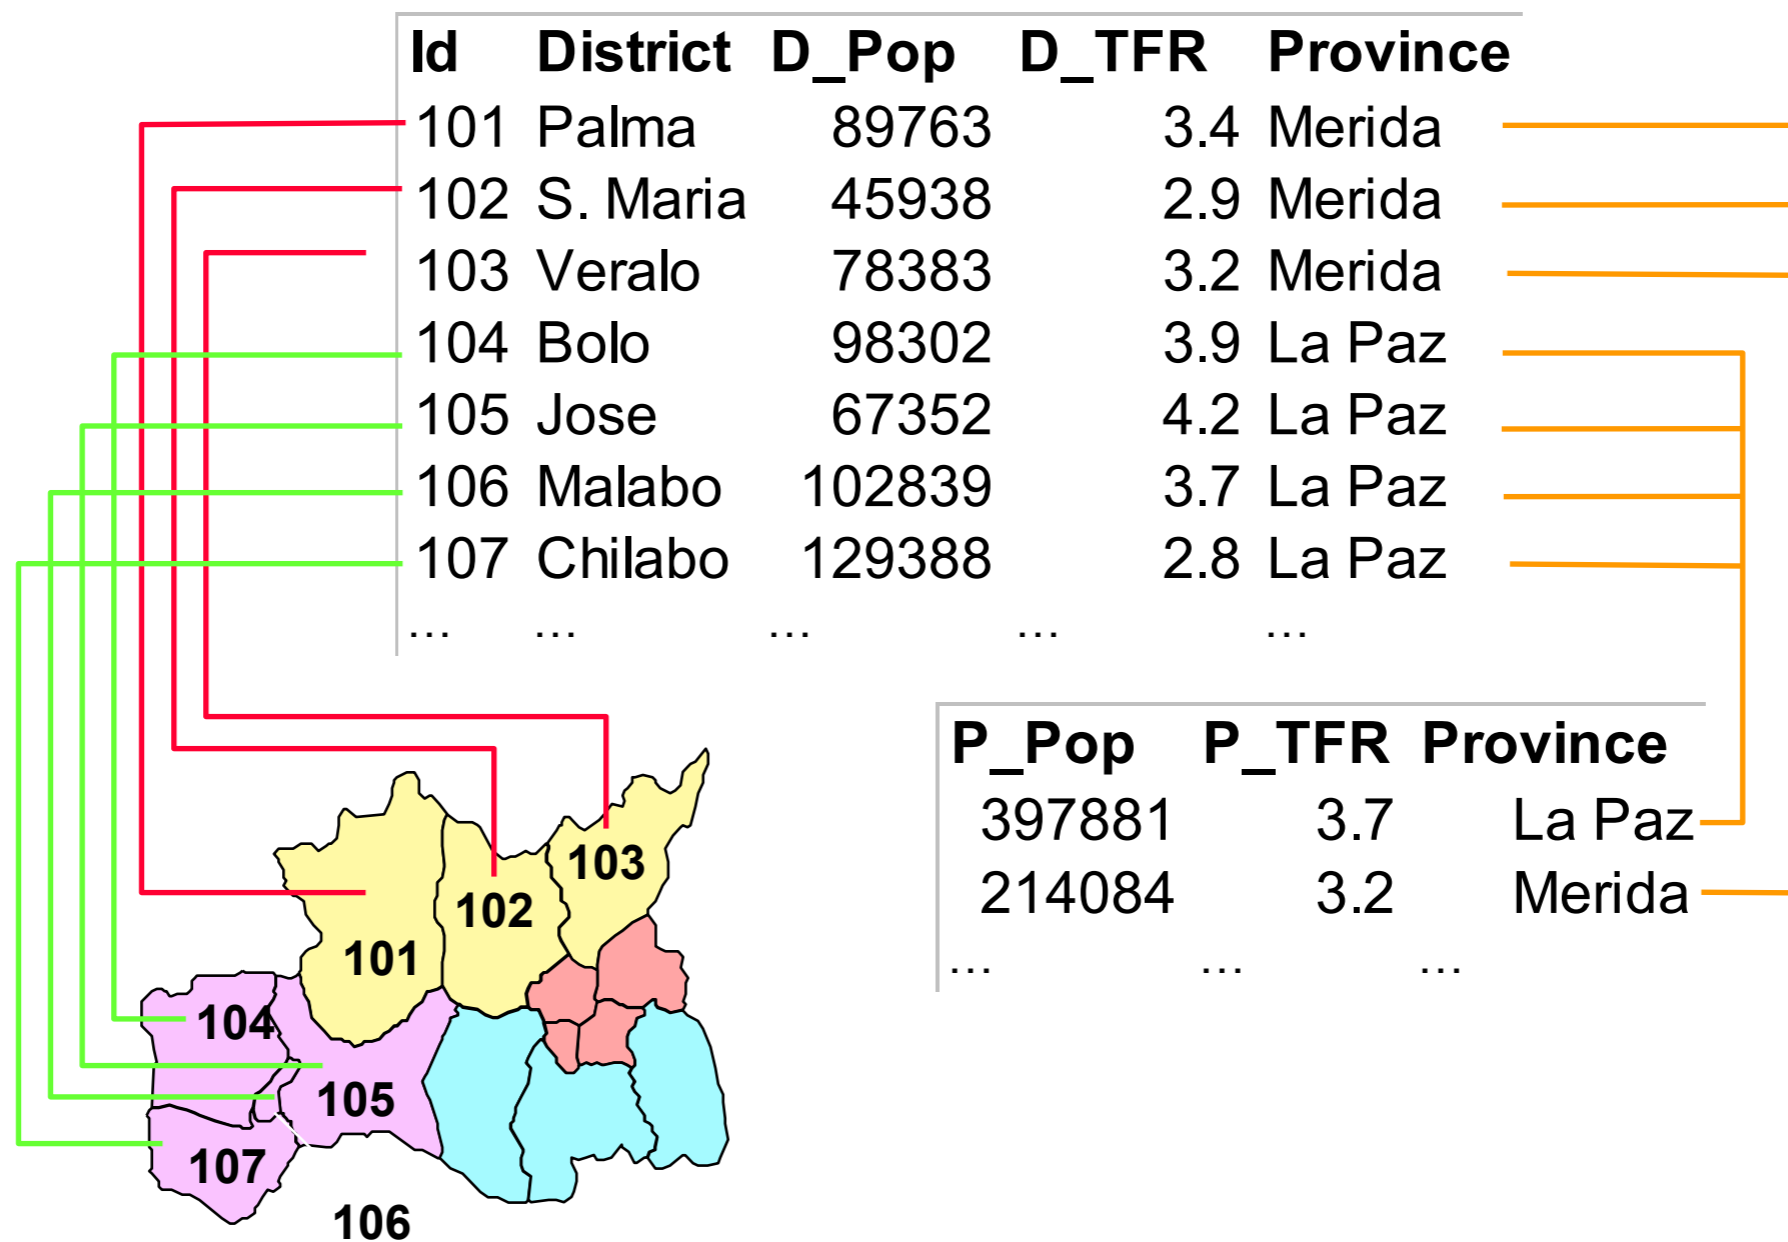 Id District D_Pop D_TFR Province
101 Palma 89763 3.4 Merida
102 S. Maria 45938 2.9 Merida
103 Veralo 78383 3.2 Merida
104 Bolo 98302 3.9 La Paz
105 Jose 67352 4.2 La Paz
106 Malabo 102839 3.7 La Paz
107 Chilabo 129388 2.8 La Paz
... ... ... ... ...
P_Pop P_TFR Province
397881 3.7 La Paz
214084 3.2 Merida
... ... ...
103
102
101
104
105
107
106